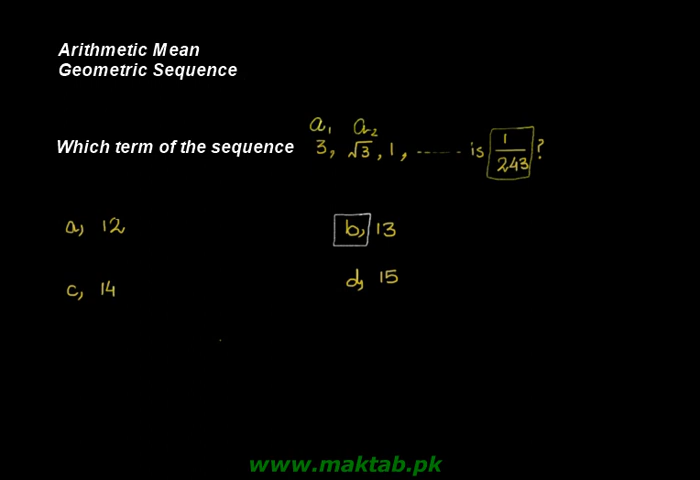 Arithmetic Mean
Geometric Sequence
a₁ a₂
Which term of the sequence 3, √3, 1, ------ is 1/243 ?
a, 12 b, 13
c, 14 d, 15
www.maktab.pk